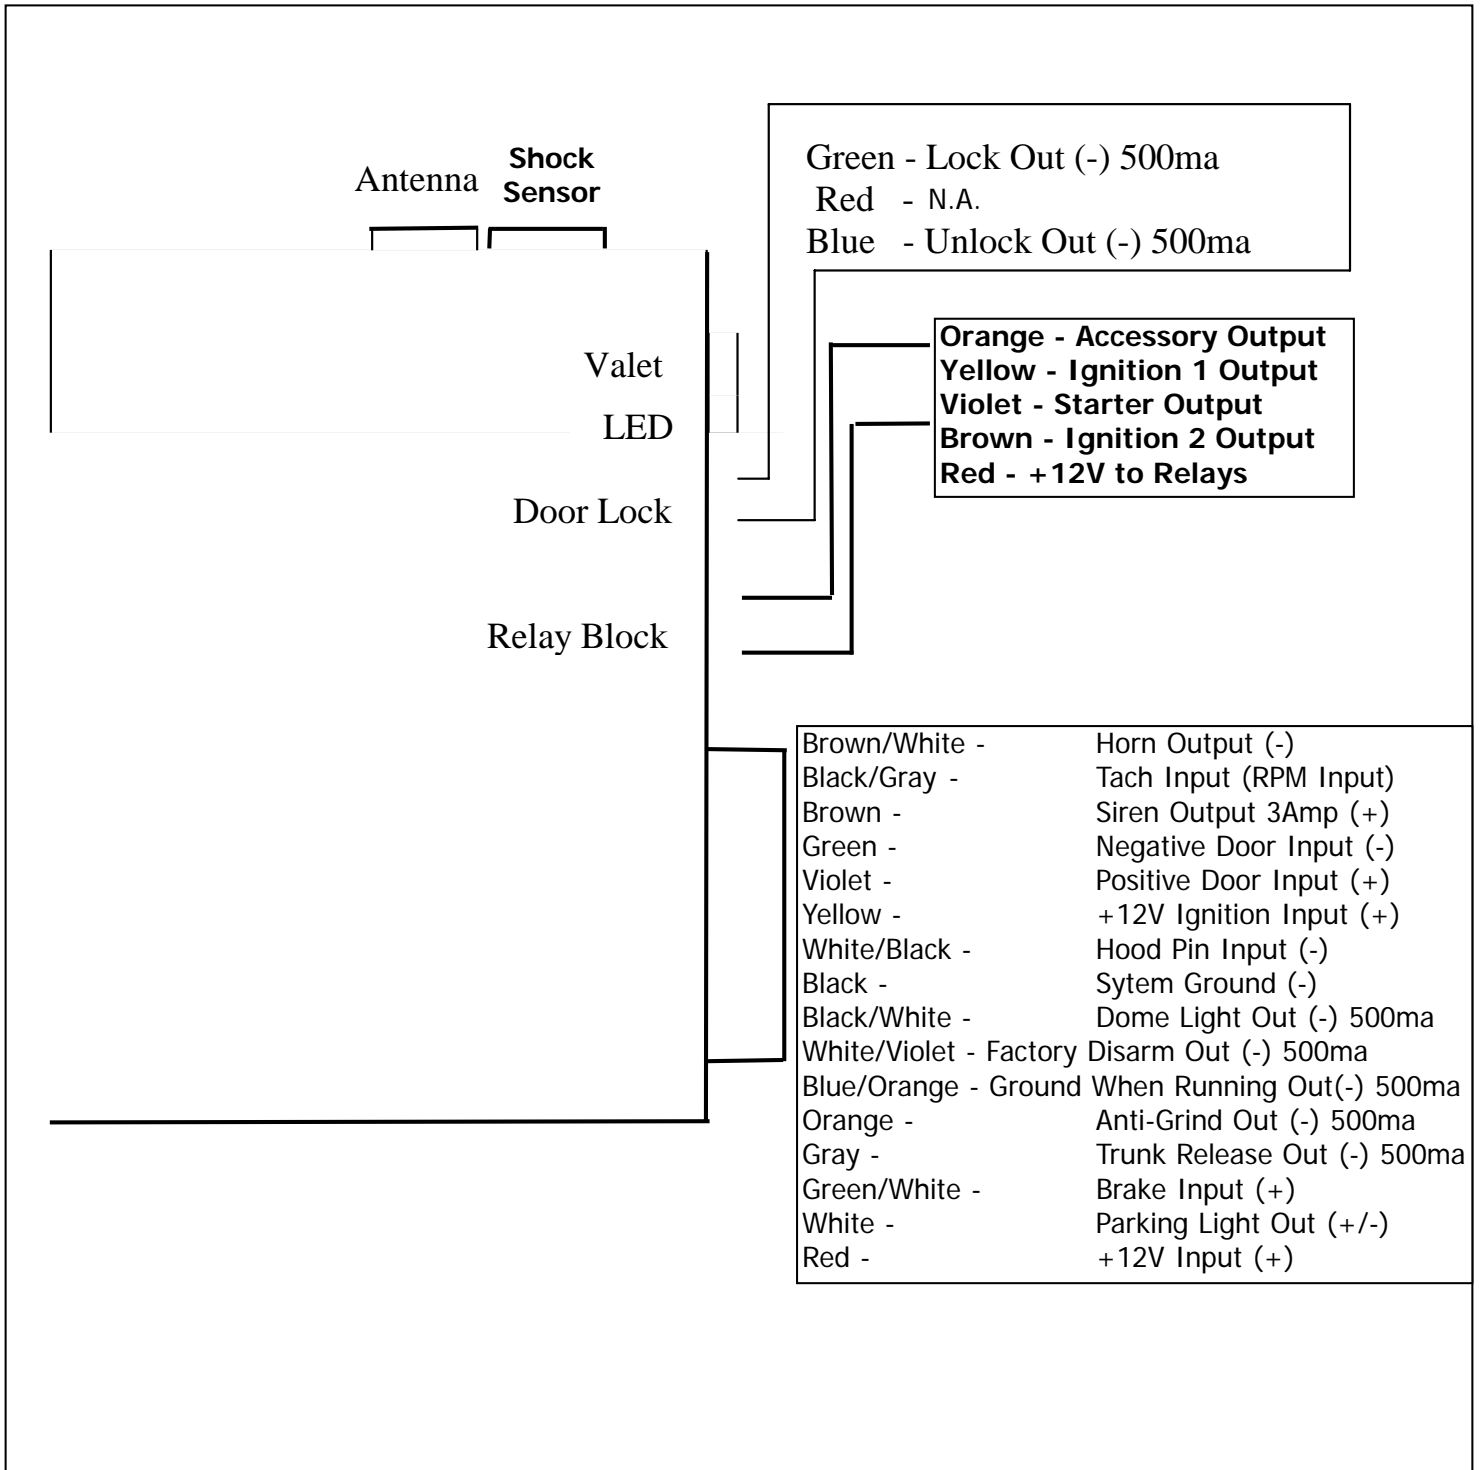 Antenna
Shock
Sensor
Green - Lock Out (-) 500ma
Red - N.A.
Blue - Unlock Out (-) 500ma
Valet
LED
Door Lock
Relay Block
Orange - Accessory Output
Yellow - Ignition 1 Output
Violet - Starter Output
Brown - Ignition 2 Output
Red - +12V to Relays
Brown/White - Horn Output (-)
Black/Gray - Tach Input (RPM Input)
Brown - Siren Output 3Amp (+)
Green - Negative Door Input (-)
Violet - Positive Door Input (+)
Yellow - +12V Ignition Input (+)
White/Black - Hood Pin Input (-)
Black - Sytem Ground (-)
Black/White - Dome Light Out (-) 500ma
White/Violet - Factory Disarm Out (-) 500ma
Blue/Orange - Ground When Running Out(-) 500ma
Orange - Anti-Grind Out (-) 500ma
Gray - Trunk Release Out (-) 500ma
Green/White - Brake Input (+)
White - Parking Light Out (+/-)
Red - +12V Input (+)